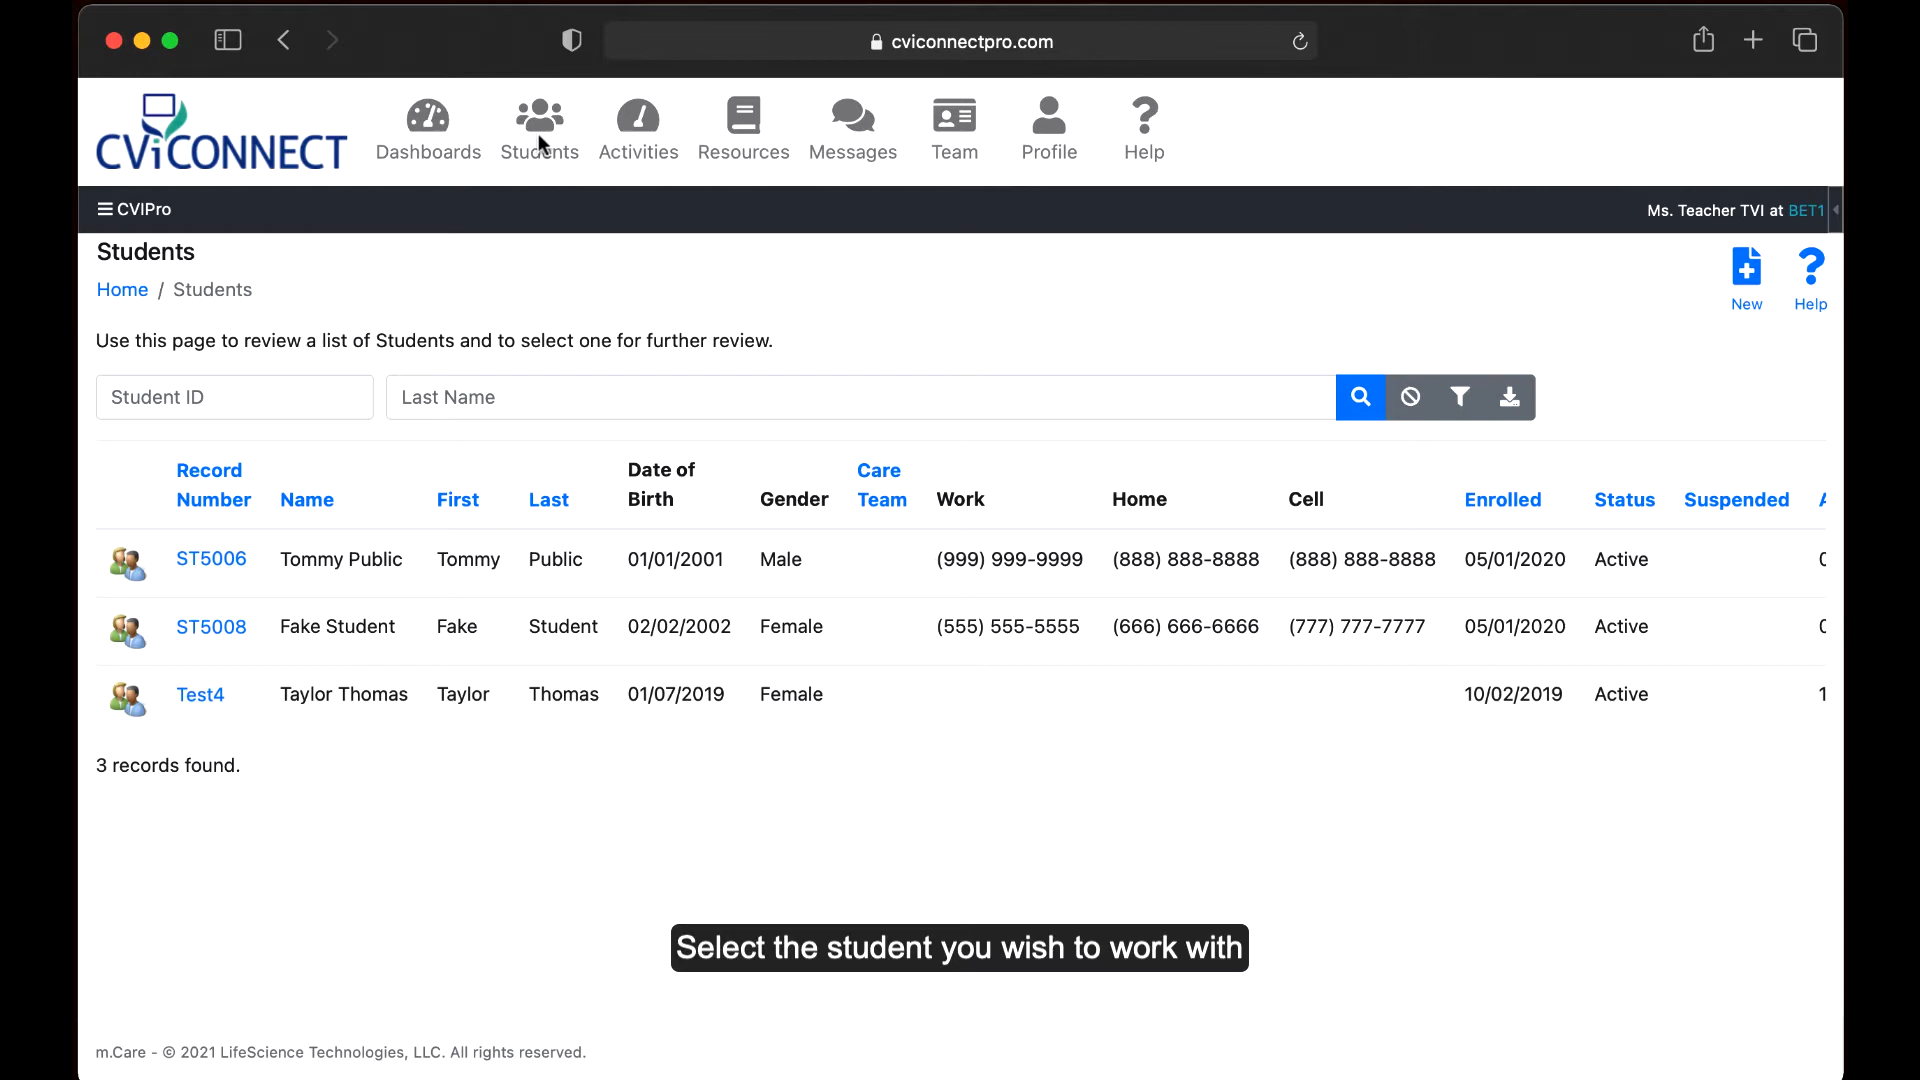 cviconnectpro.com
CViCONNECT
Dashboards Students Activities Resources Messages Team Profile Help
CVIPro
Ms. Teacher TVI at BET1
Students
Home / Students
New Help
Use this page to review a list of Students and to select one for further review.
Student ID Last Name
Record Number Name First Last Date of Birth Gender Care Team Work Home Cell Enrolled Status Suspended
ST5006 Tommy Public Tommy Public 01/01/2001 Male (999) 999-9999 (888) 888-8888 (888) 888-8888 05/01/2020 Active
ST5008 Fake Student Fake Student 02/02/2002 Female (555) 555-5555 (666) 666-6666 (777) 777-7777 05/01/2020 Active
Test4 Taylor Thomas Taylor Thomas 01/07/2019 Female 10/02/2019 Active
3 records found.
Select the student you wish to work with
m.Care - © 2021 LifeScience Technologies, LLC. All rights reserved.